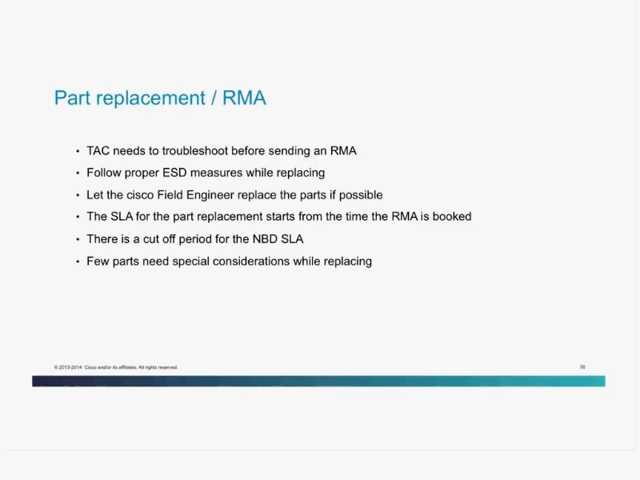 Part replacement / RMA
• TAC needs to troubleshoot before sending an RMA
• Follow proper ESD measures while replacing
• Let the cisco Field Engineer replace the parts if possible
• The SLA for the part replacement starts from the time the RMA is booked
• There is a cut off period for the NBD SLA
• Few parts need special considerations while replacing
© 2013-2014 Cisco and/or its affiliates. All rights reserved.
50